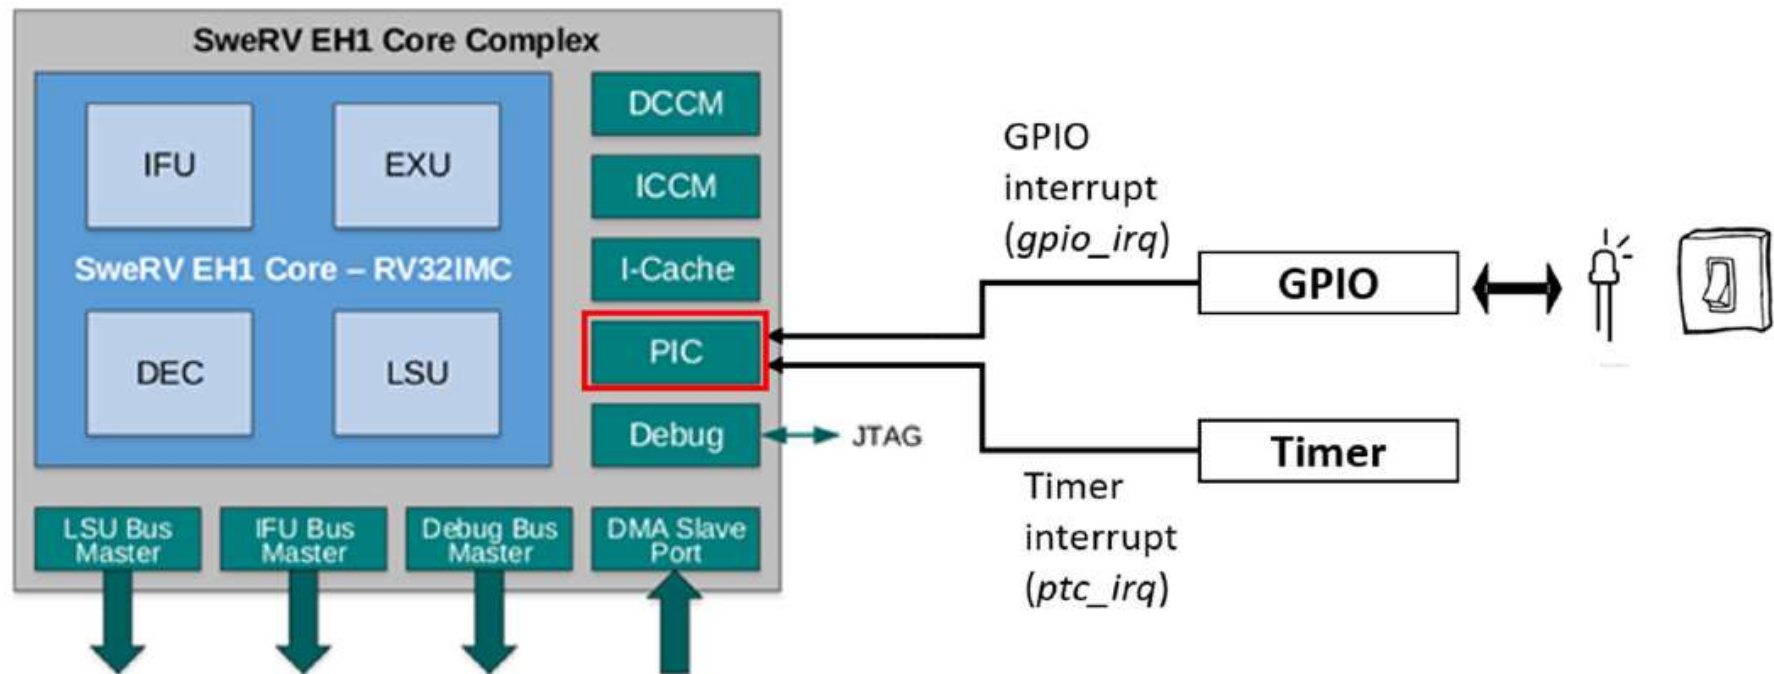 SweRV EH1 Core Complex
IFU
EXU
SweRV EH1 Core – RV32IMC
DEC
LSU
DCCM
ICCM
I-Cache
PIC
Debug
JTAG
LSU Bus
Master
IFU Bus
Master
Debug Bus
Master
DMA Slave
Port
GPIO
interrupt
(gpio_irq)
GPIO
Timer
Timer
interrupt
(ptc_irq)